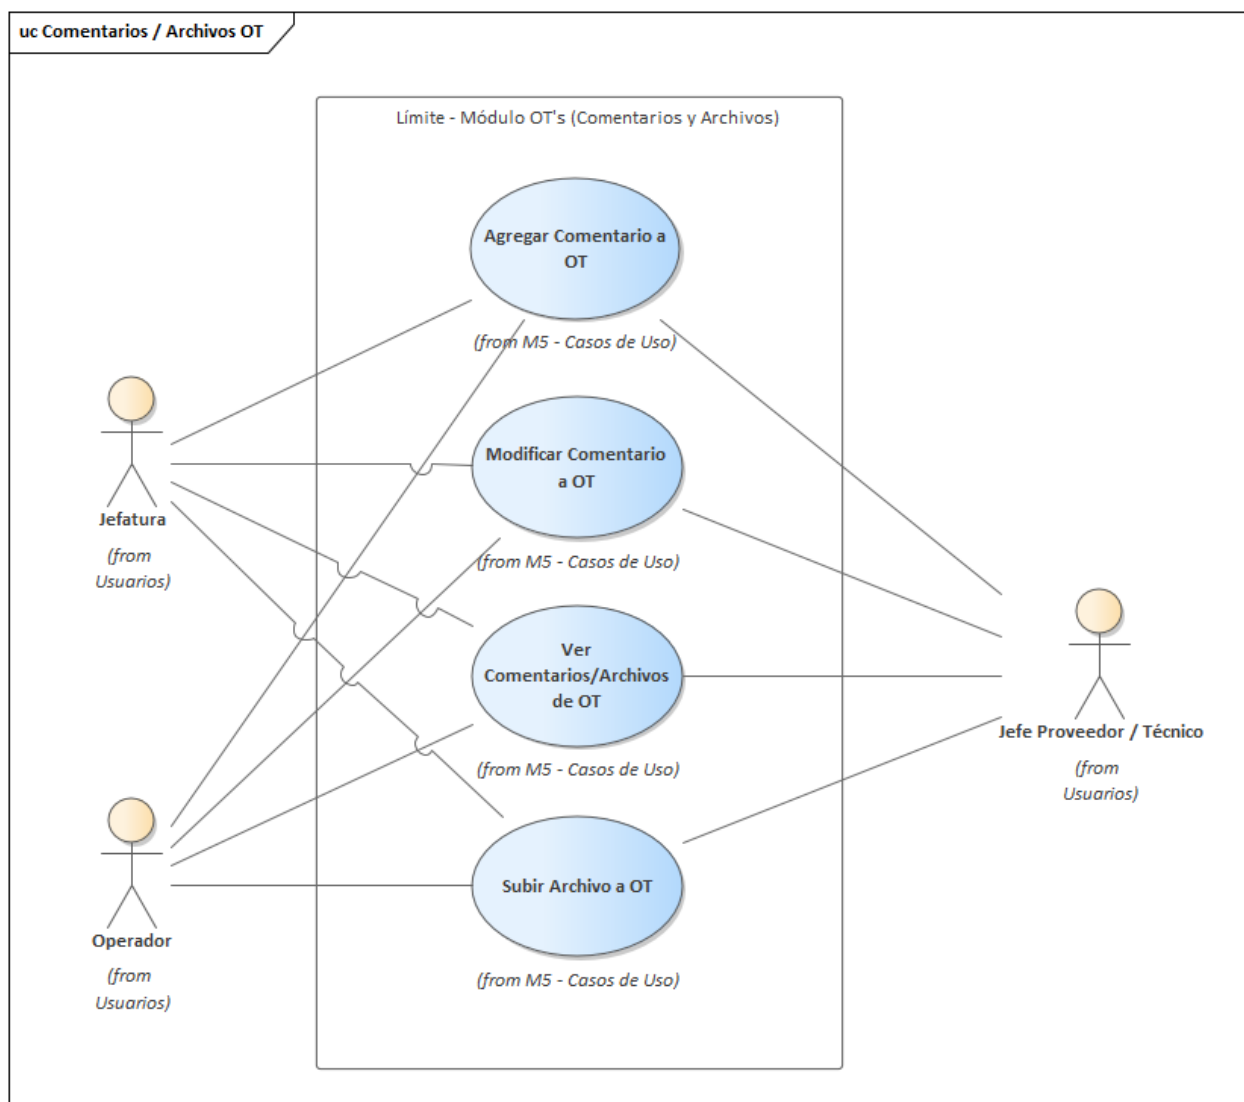 uc Comentarios / Archivos OT
Límite - Módulo OT's (Comentarios y Archivos)
Agregar Comentario a
OT
(from M5 - Casos de Uso)
Jefatura
(from
Usuarios)
Modificar Comentario
a OT
(from M5 - Casos de Uso)
Ver
Comentarios/Archivos
de OT
(from M5 - Casos de Uso)
Jefe Proveedor / Técnico
(from
Usuarios)
Subir Archivo a OT
(from M5 - Casos de Uso)
Operador
(from
Usuarios)